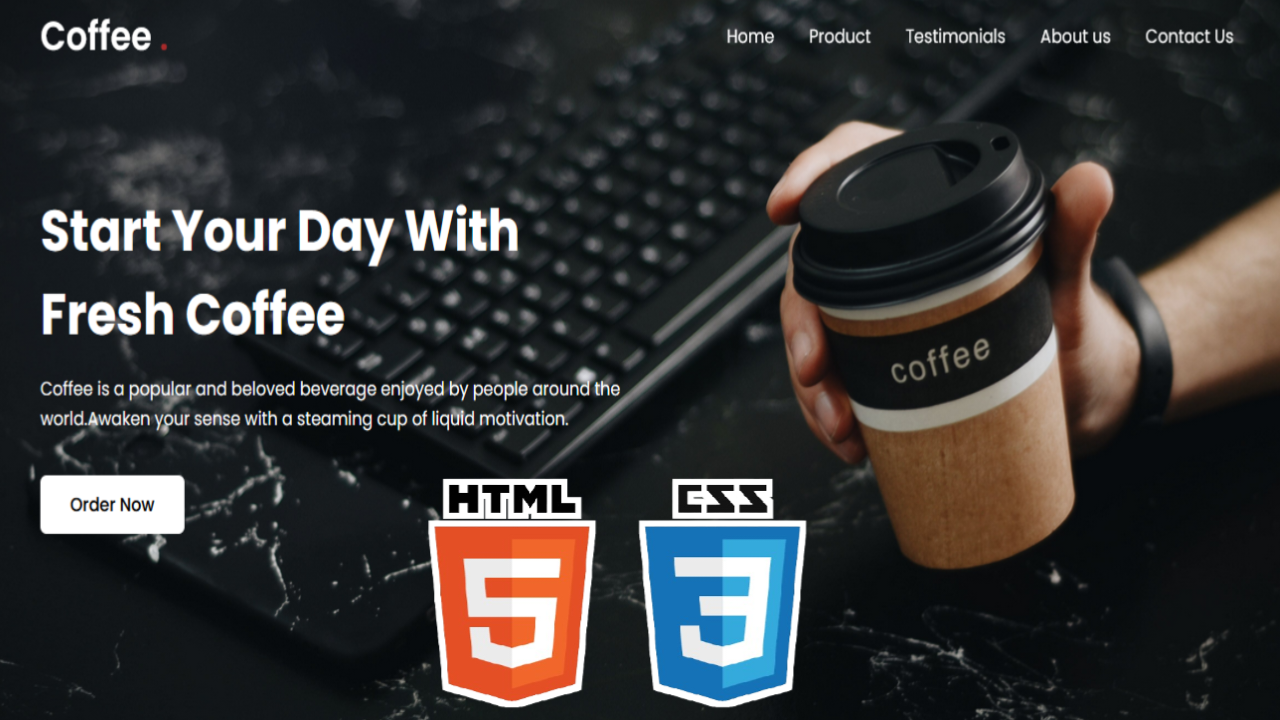 Coffee .
Home Product Testimonials About us Contact Us
Start Your Day With
Fresh Coffee
Coffee is a popular and beloved beverage enjoyed by people around the
world.Awaken your sense with a steaming cup of liquid motivation.
Order Now
coffee
HTML CSS
5 3